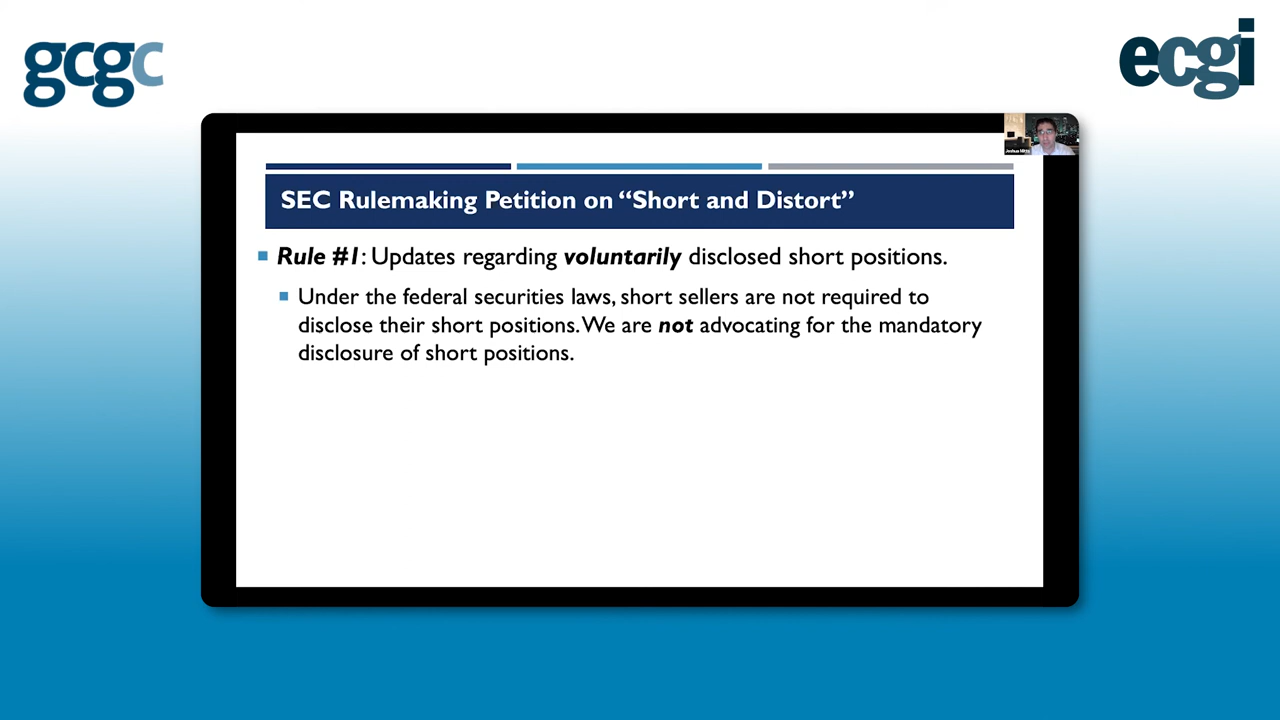 gcgc
ecgi
SEC Rulemaking Petition on “Short and Distort”
Rule #1: Updates regarding voluntarily disclosed short positions.
Under the federal securities laws, short sellers are not required to
disclose their short positions. We are not advocating for the mandatory
disclosure of short positions.